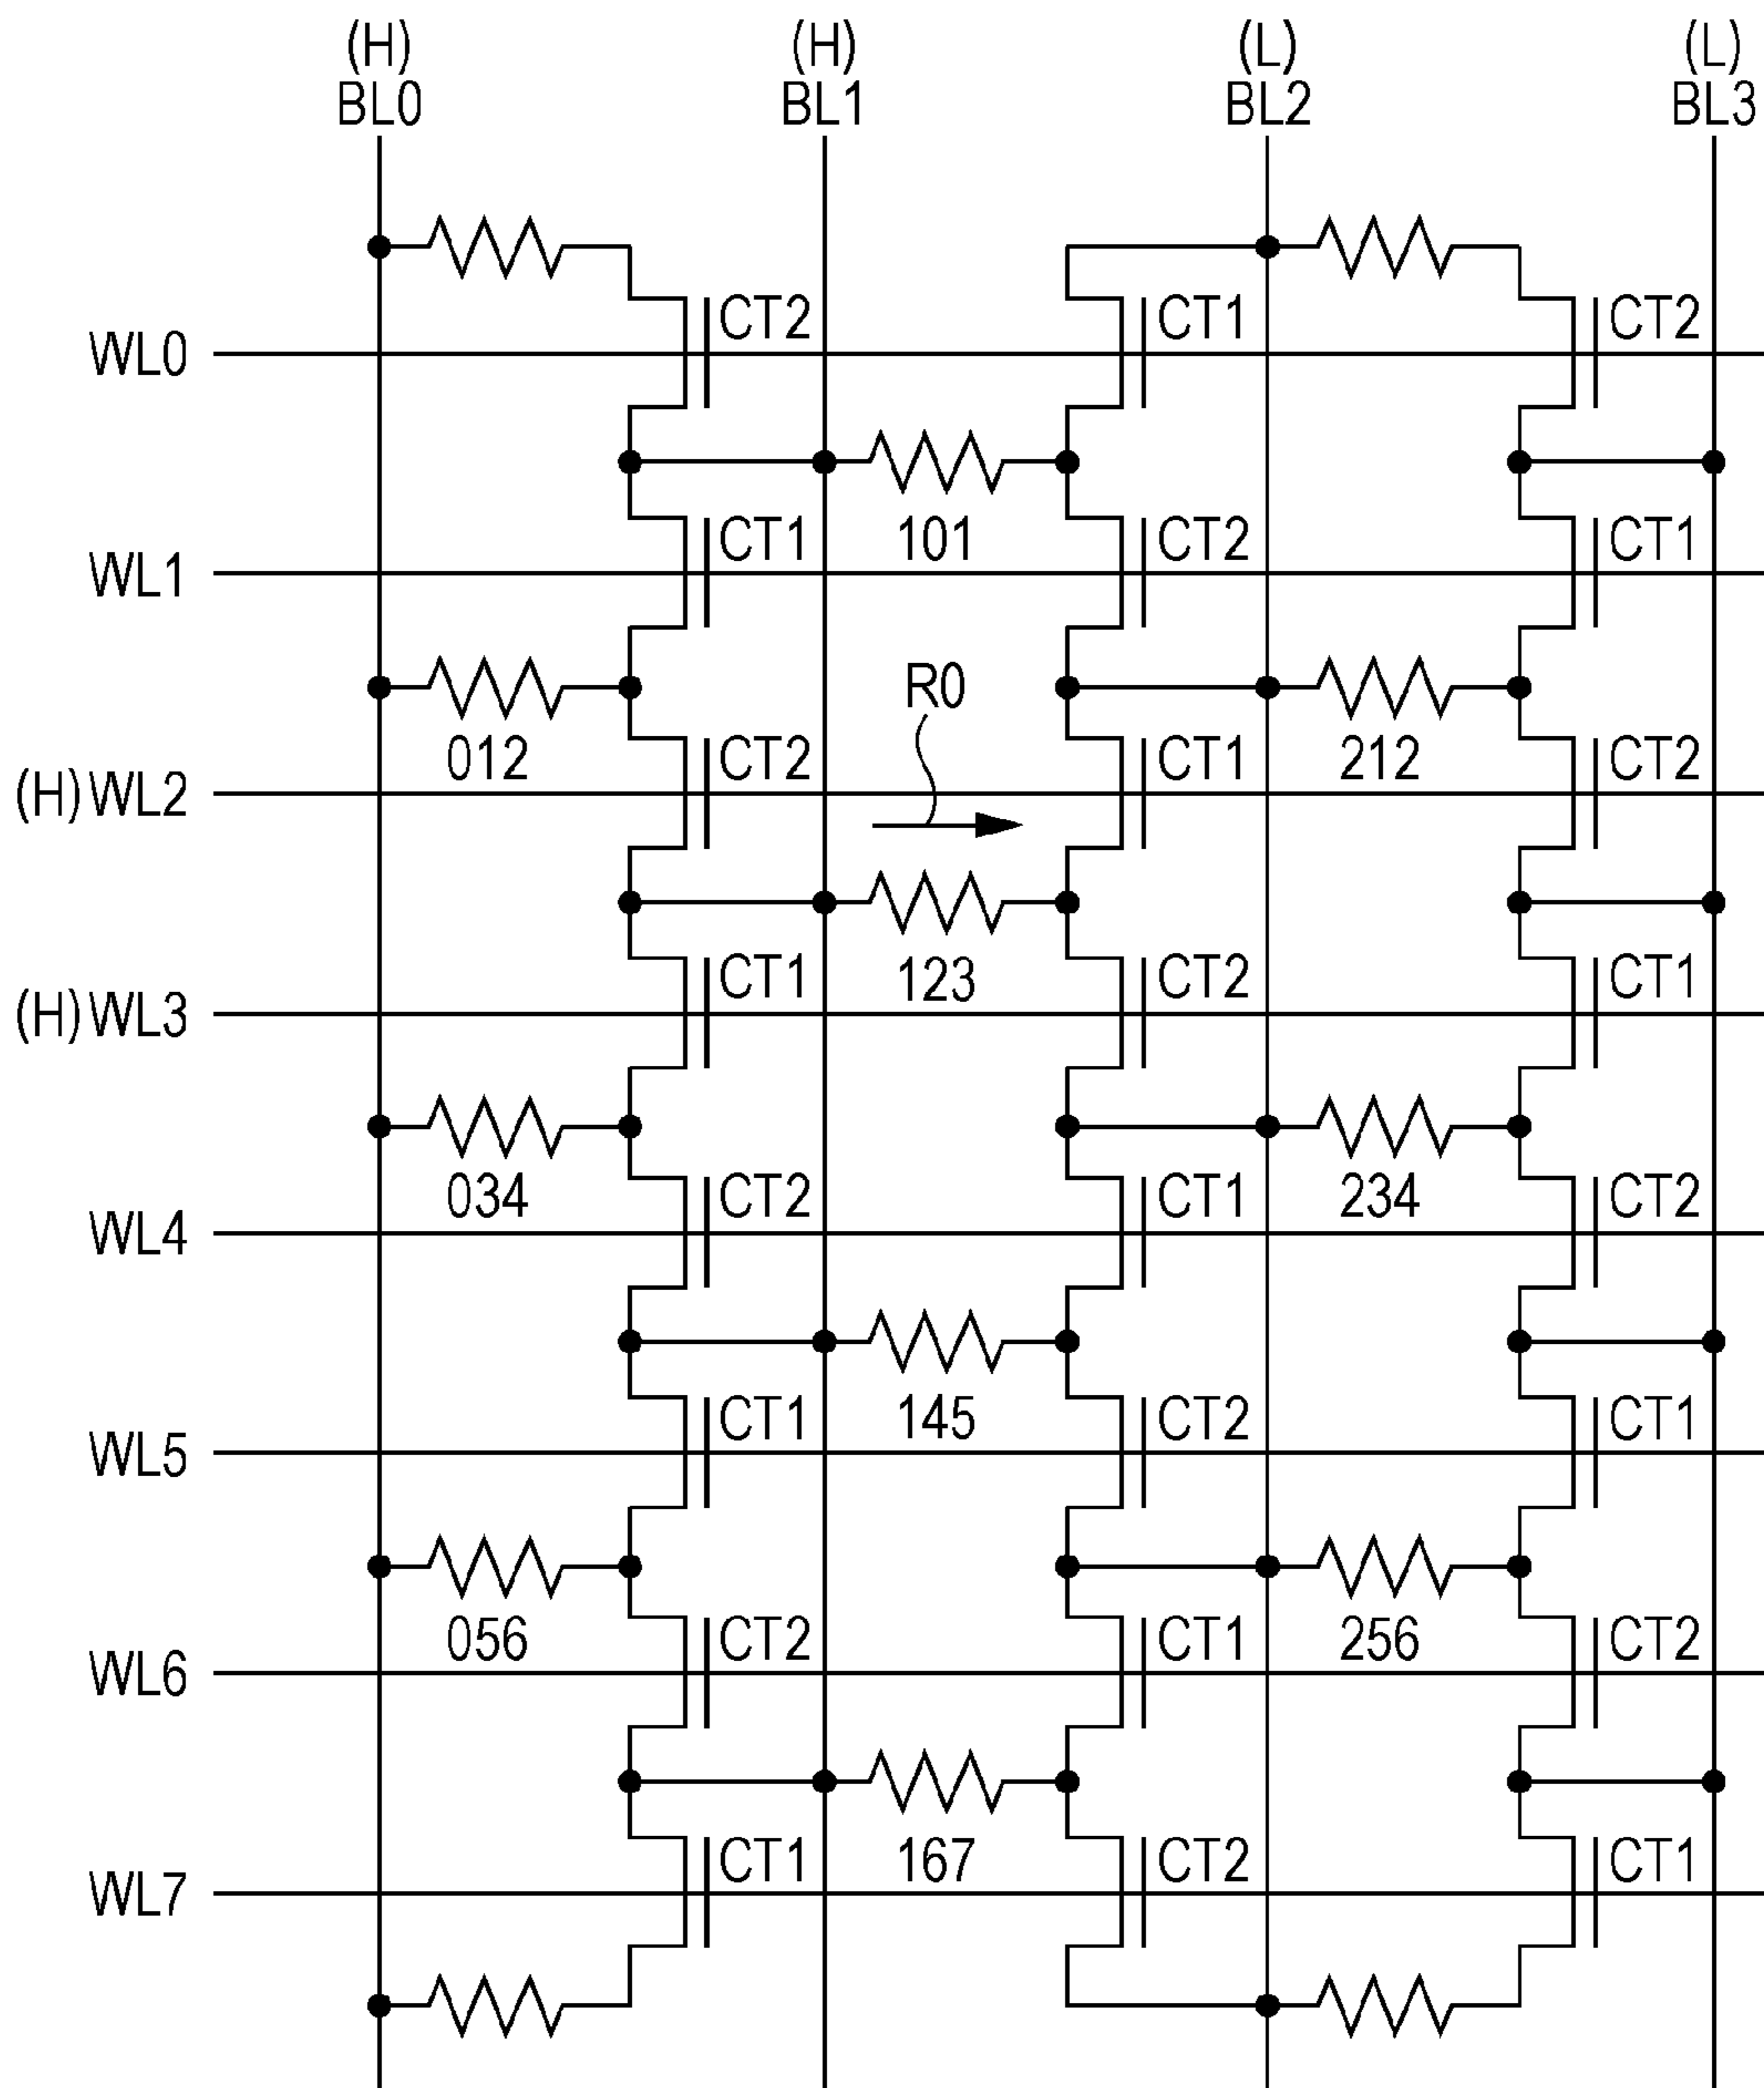 (H) (H) (L) (L)
BL0 BL1 BL2 BL3
CT2 CT1 CT2
WL0
CT1 101 CT2 CT1
WL1
R0
012 CT2 CT1 212 CT2
(H) WL2
CT1 123 CT2 CT1
(H) WL3
034 CT2 CT1 234 CT2
WL4
CT1 145 CT2 CT1
WL5
056 CT2 CT1 256 CT2
WL6
CT1 167 CT2 CT1
WL7